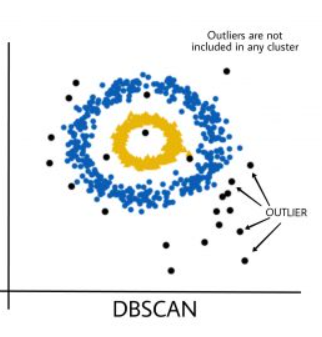 Outliers are not
included in any cluster
OUTLIER
DBSCAN